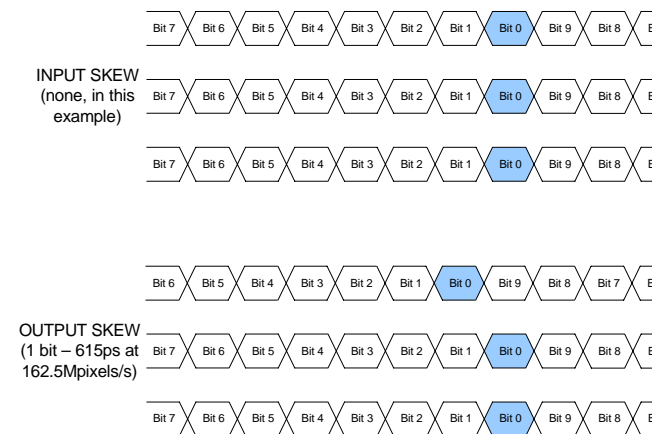 Bit 7 Bit 6 Bit 5 Bit 4 Bit 3 Bit 2 Bit 1 Bit 0 Bit 9 Bit 8
INPUT SKEW
(none, in this
example)
Bit 7 Bit 6 Bit 5 Bit 4 Bit 3 Bit 2 Bit 1 Bit 0 Bit 9 Bit 8
Bit 7 Bit 6 Bit 5 Bit 4 Bit 3 Bit 2 Bit 1 Bit 0 Bit 9 Bit 8
Bit 6 Bit 5 Bit 4 Bit 3 Bit 2 Bit 1 Bit 0 Bit 9 Bit 8 Bit 7
OUTPUT SKEW
(1 bit – 615ps at
162.5Mpixels/s)
Bit 7 Bit 6 Bit 5 Bit 4 Bit 3 Bit 2 Bit 1 Bit 0 Bit 9 Bit 8
Bit 7 Bit 6 Bit 5 Bit 4 Bit 3 Bit 2 Bit 1 Bit 0 Bit 9 Bit 8